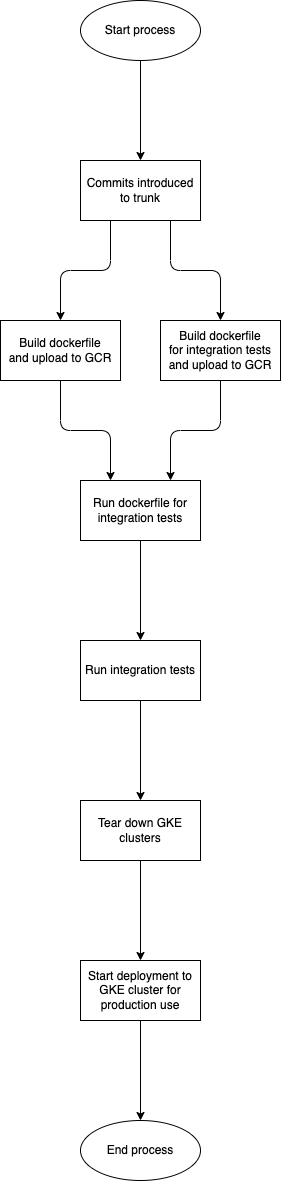 Start process
Commits introduced
to trunk
Build dockerfile
and upload to GCR
Build dockerfile
for integration tests
and upload to GCR
Run dockerfile for
integration tests
Run integration tests
Tear down GKE
clusters
Start deployment to
GKE cluster for
production use
End process